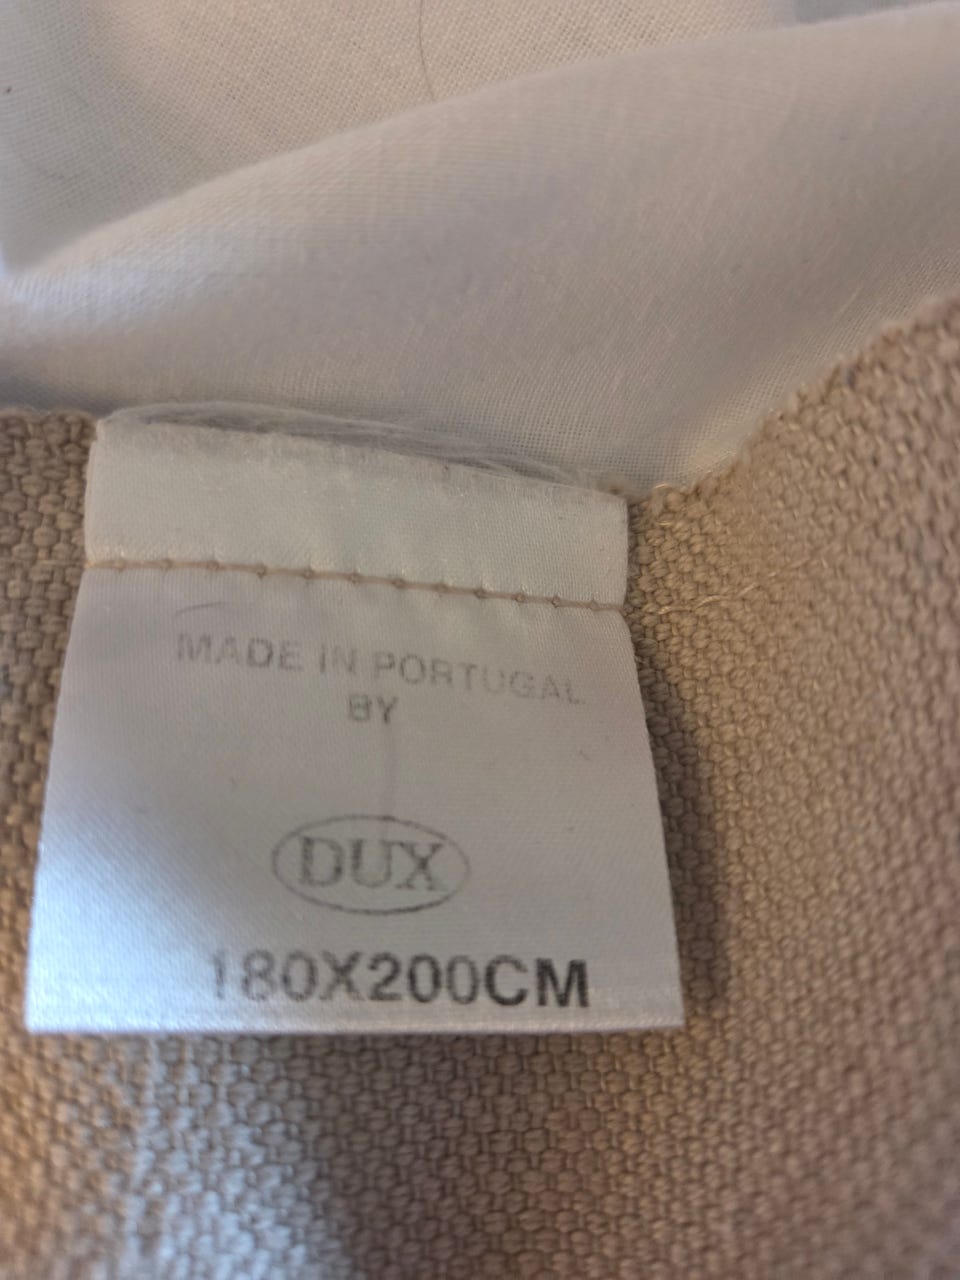 MADE IN PORTUGAL
BY
DUX
180X200CM